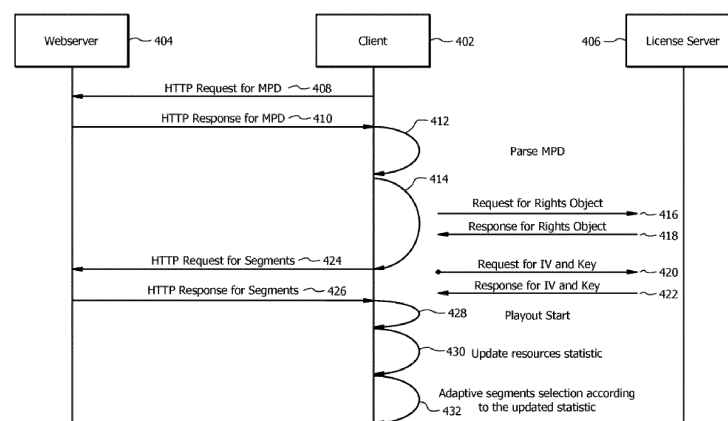 Webserver
404
Client
402
406
License Server
HTTP Request for MPD 408
HTTP Response for MPD 410
412
Parse MPD
414
Request for Rights Object
416
Response for Rights Object
418
HTTP Request for Segments 424
Request for IV and Key
420
HTTP Response for Segments 426
Response for IV and Key
422
428
Playout Start
430
Update resources statistic
Adaptive segments selection according
432
to the updated statistic